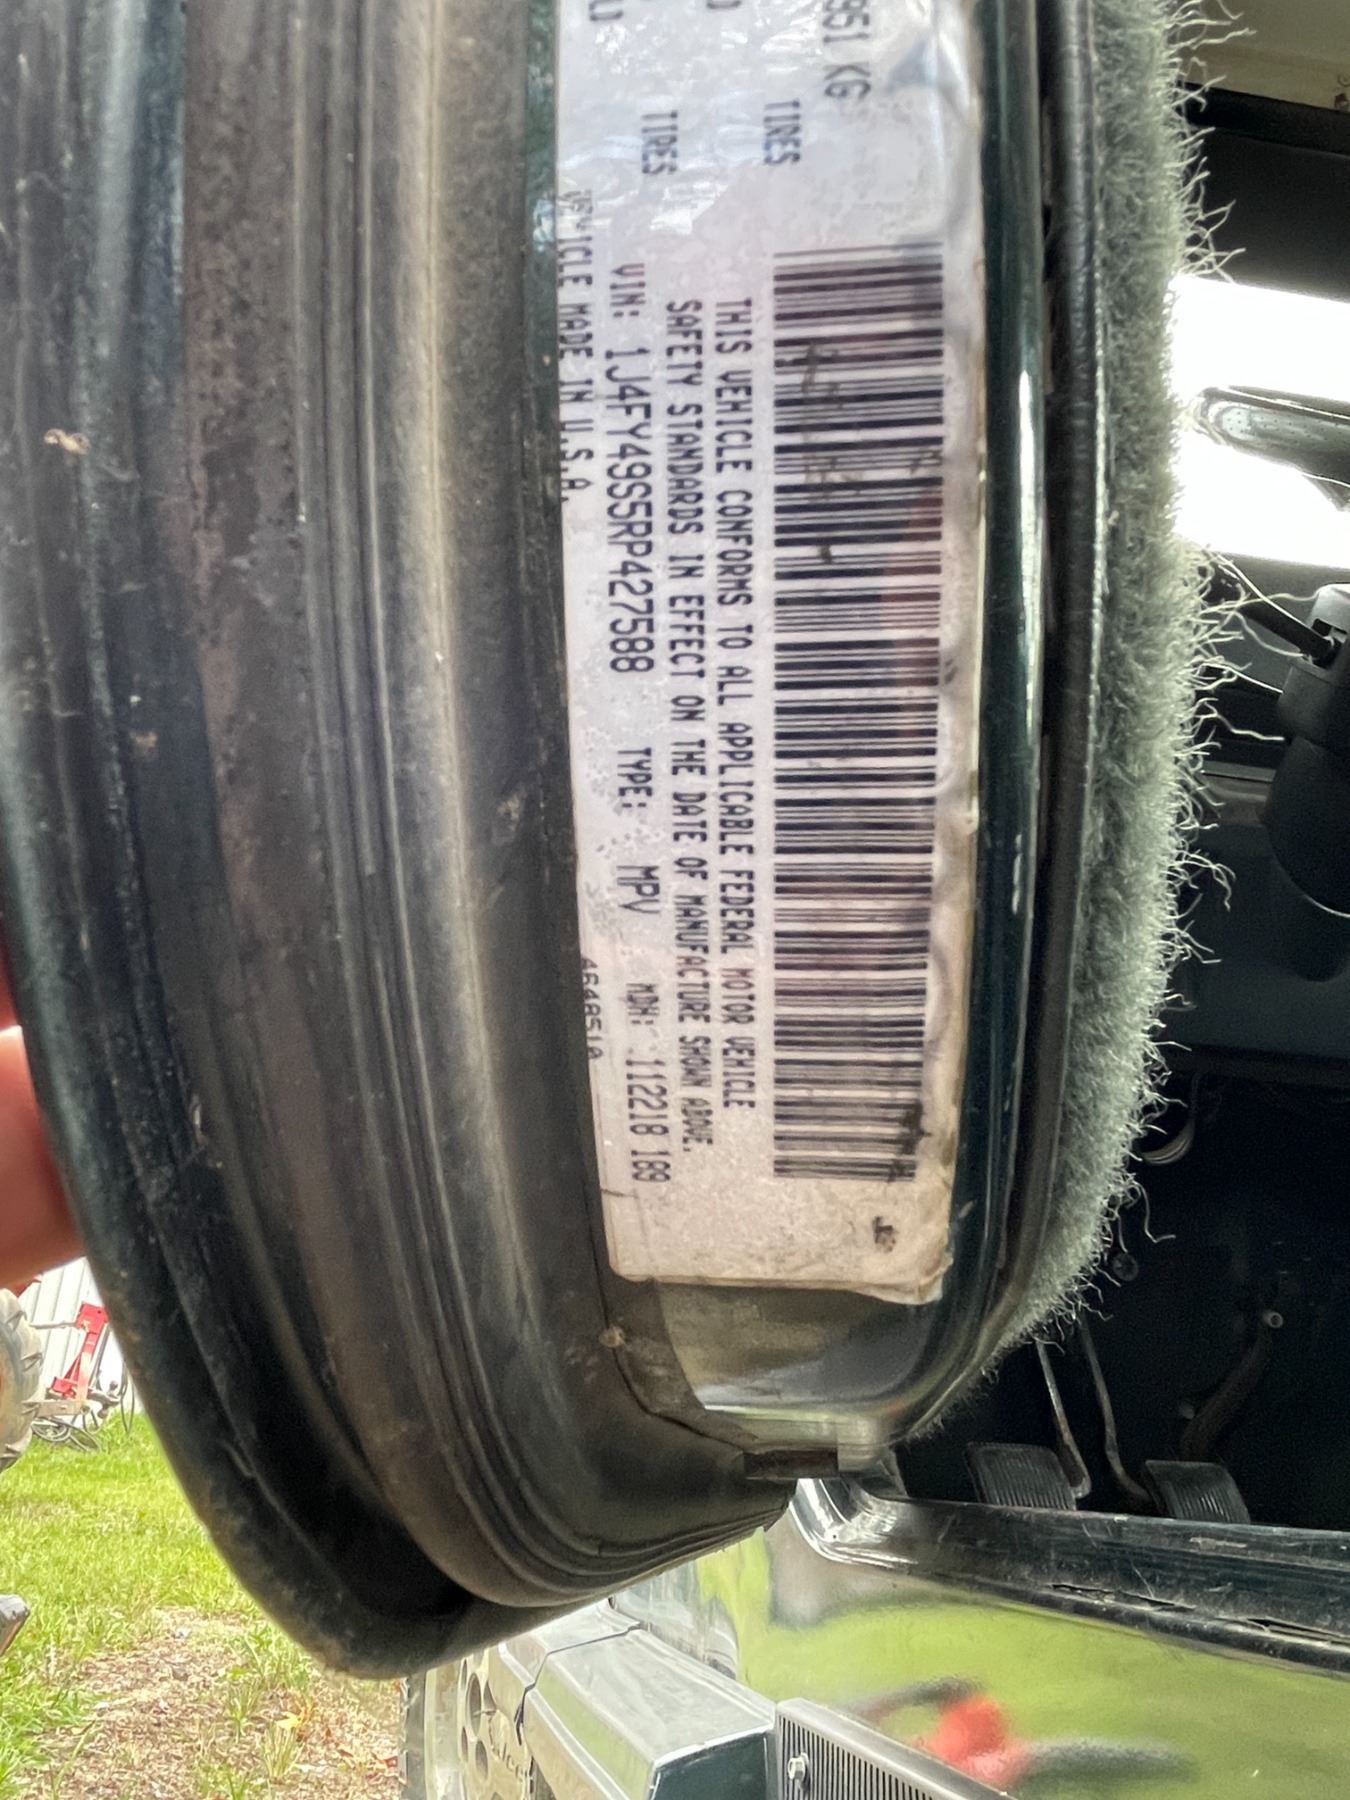 951 KG
TIRES
TIRES
THIS VEHICLE CONFORMS TO ALL APPLICABLE FEDERAL MOTOR VEHICLE
SAFETY STANDARDS IN EFFECT ON THE DATE OF MANUFACTURE SHOWN ABOVE.
VIN: 1J4FY49S5RP427588 TYPE: MPV MDH: 112218 189
VEHICLE MADE IN U.S.A. 4648510